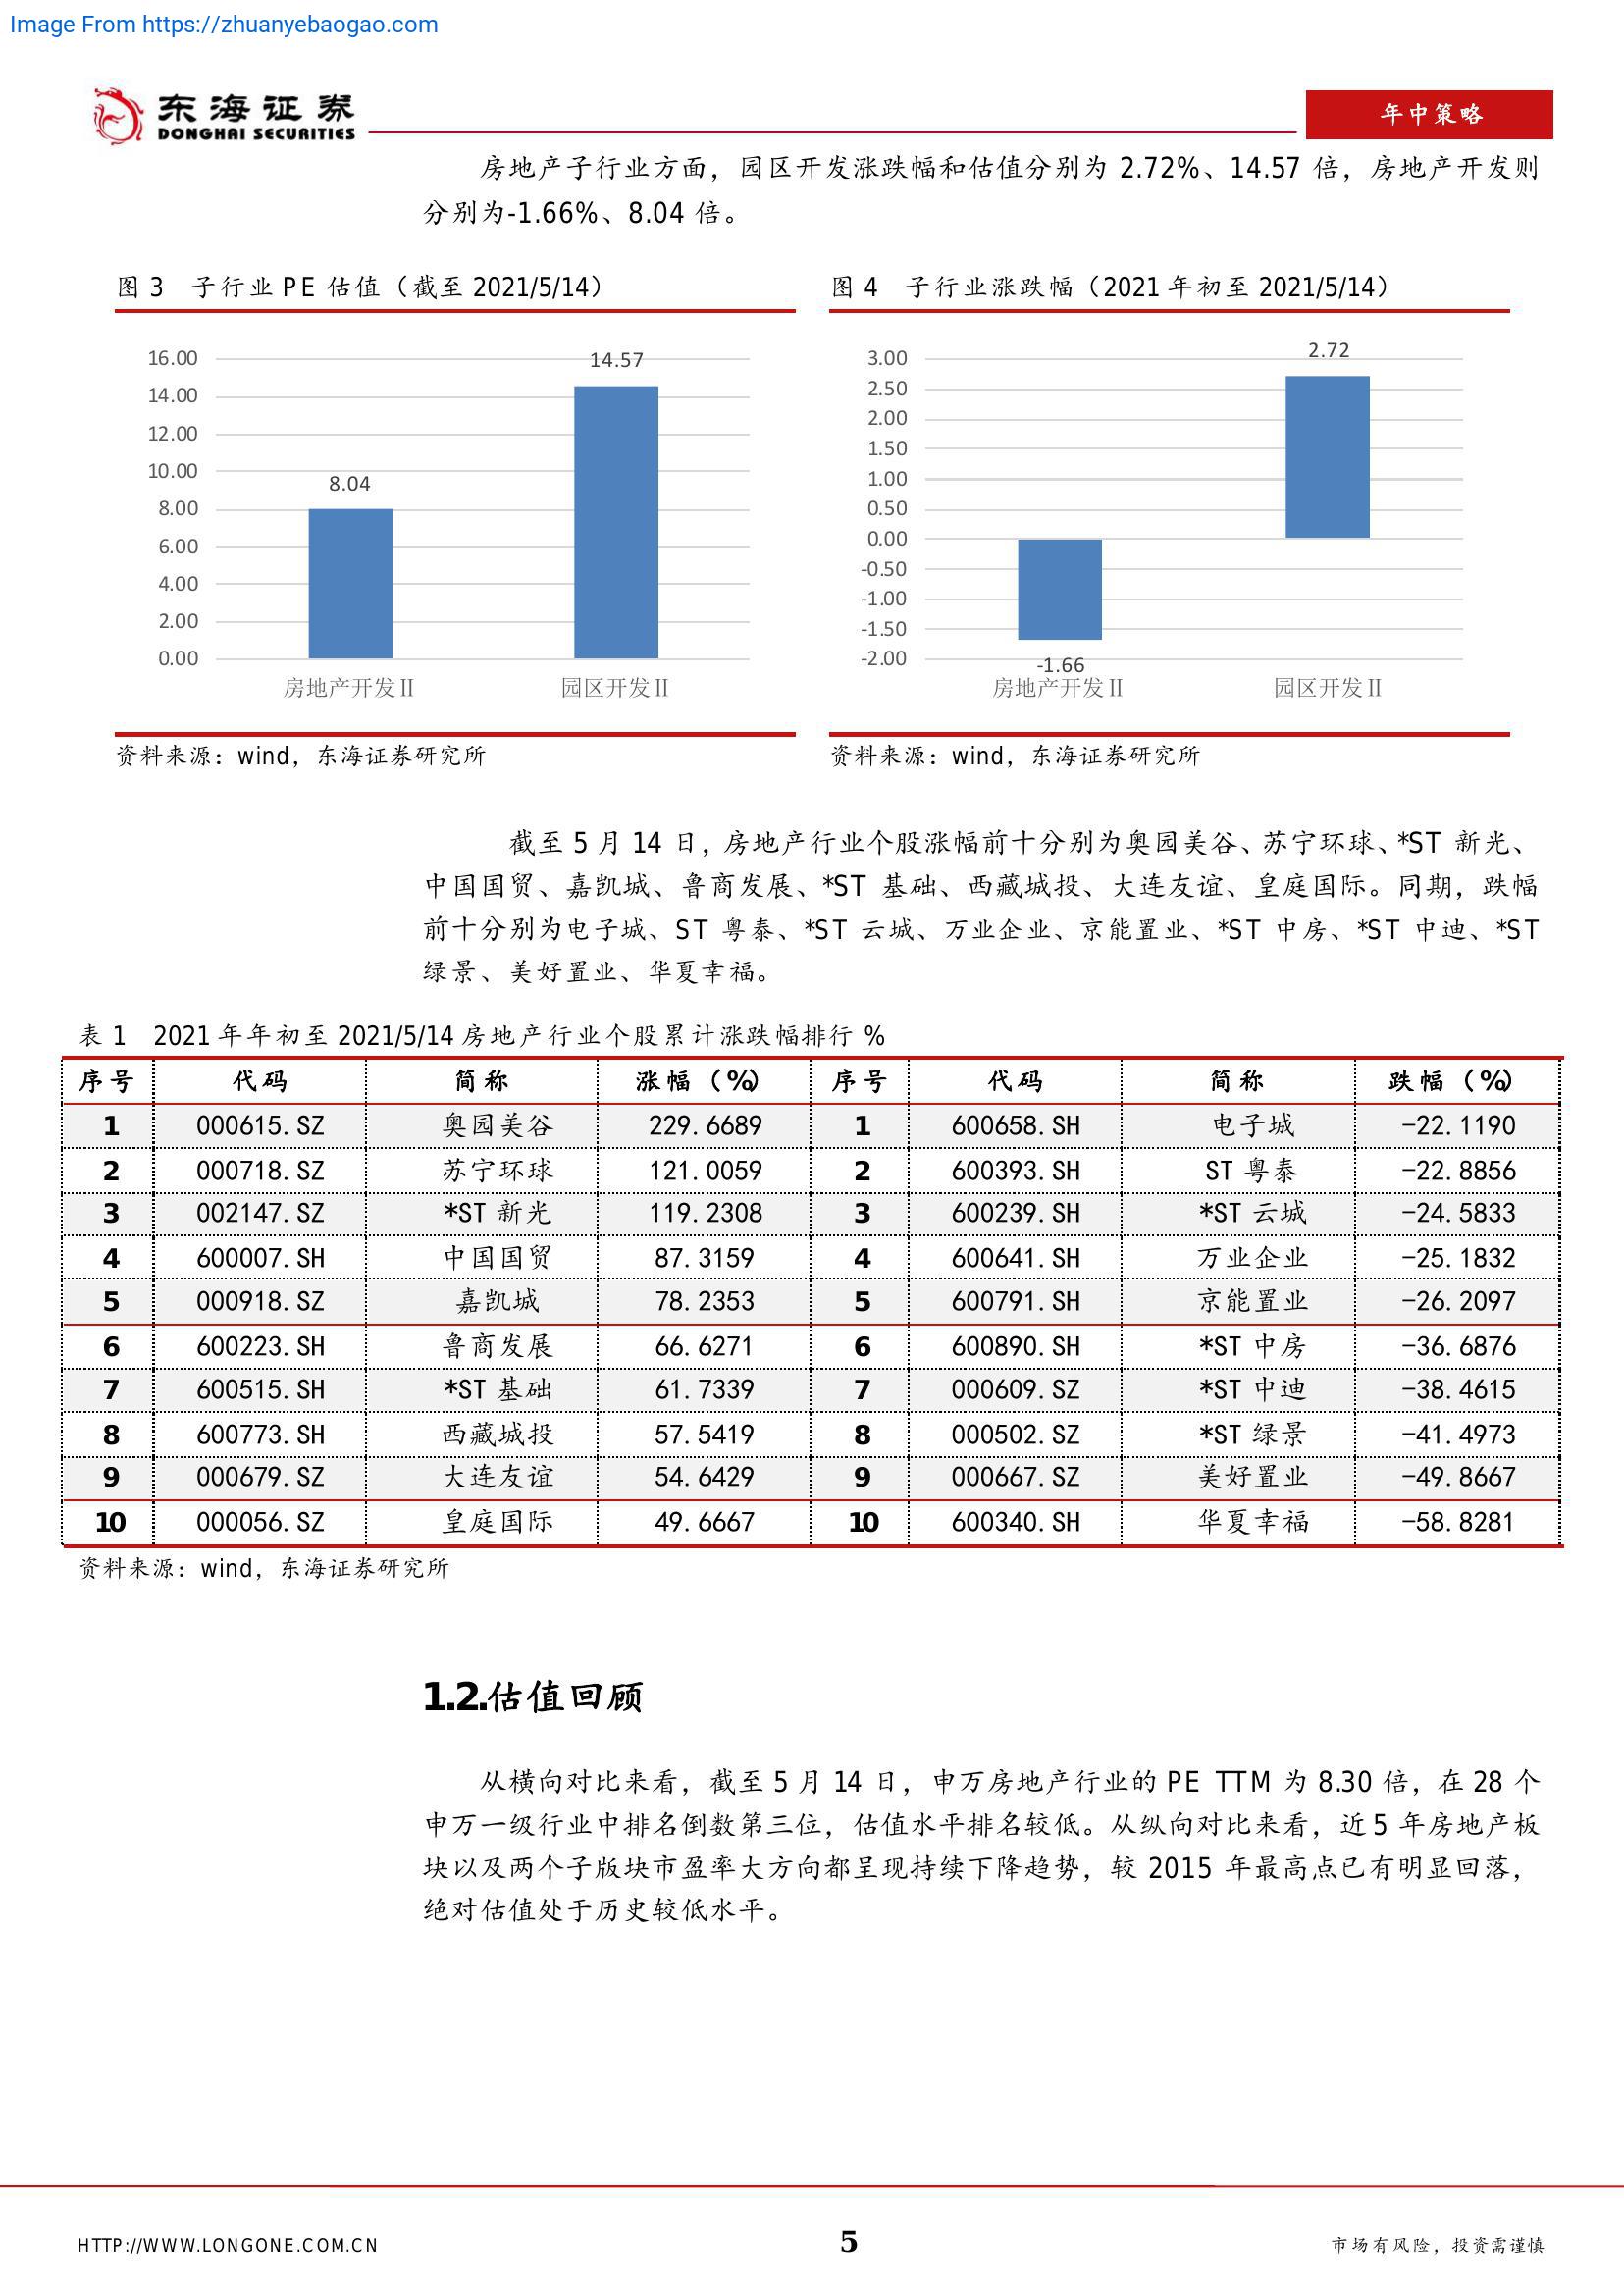 Image From https://zhuanyebaogao.com
东海证券
DONGHAI SECURITIES
年中策略
房地产子行业方面，园区开发涨跌幅和估值分别为 2.72%、14.57 倍，房地产开发则
分别为-1.66%、8.04 倍。
图 3 子行业 PE 估值（截至 2021/5/14）
16.00
14.00
12.00
10.00
8.00
6.00
4.00
2.00
0.00
8.04
14.57
房地产开发Ⅱ 园区开发Ⅱ
资料来源：wind，东海证券研究所
图 4 子行业涨跌幅（2021 年初至 2021/5/14）
3.00
2.50
2.00
1.50
1.00
0.50
0.00
-0.50
-1.00
-1.50
-2.00
2.72
-1.66
房地产开发Ⅱ 园区开发Ⅱ
资料来源：wind，东海证券研究所
截至 5 月 14 日，房地产行业个股涨幅前十分别为奥园美谷、苏宁环球、*ST 新光、
中国国贸、嘉凯城、鲁商发展、*ST 基础、西藏城投、大连友谊、皇庭国际。同期，跌幅
前十分别为电子城、ST 粤泰、*ST 云城、万业企业、京能置业、*ST 中房、*ST 中迪、*ST
绿景、美好置业、华夏幸福。
表 1 2021 年年初至 2021/5/14 房地产行业个股累计涨跌幅排行 %
序号 代码 简称 涨幅（%） 序号 代码 简称 跌幅（%）
1 000615.SZ 奥园美谷 229.6689 1 600658.SH 电子城 -22.1190
2 000718.SZ 苏宁环球 121.0059 2 600393.SH ST 粤泰 -22.8856
3 002147.SZ *ST 新光 119.2308 3 600239.SH *ST 云城 -24.5833
4 600007.SH 中国国贸 87.3159 4 600641.SH 万业企业 -25.1832
5 000918.SZ 嘉凯城 78.2353 5 600791.SH 京能置业 -26.2097
6 600223.SH 鲁商发展 66.6271 6 600890.SH *ST 中房 -36.6876
7 600515.SH *ST 基础 61.7339 7 000609.SZ *ST 中迪 -38.4615
8 600773.SH 西藏城投 57.5419 8 000502.SZ *ST 绿景 -41.4973
9 000679.SZ 大连友谊 54.6429 9 000667.SZ 美好置业 -49.8667
10 000056.SZ 皇庭国际 49.6667 10 600340.SH 华夏幸福 -58.8281
资料来源：wind，东海证券研究所
1.2.估值回顾
从横向对比来看，截至 5 月 14 日，申万房地产行业的 PE TTM 为 8.30 倍，在 28 个
申万一级行业中排名倒数第三位，估值水平排名较低。从纵向对比来看，近 5 年房地产板
块以及两个子版块市盈率大方向都呈现持续下降趋势，较 2015 年最高点已有明显回落，
绝对估值处于历史较低水平。
HTTP://WWW.LONGONE.COM.CN
5
市场有风险，投资需谨慎